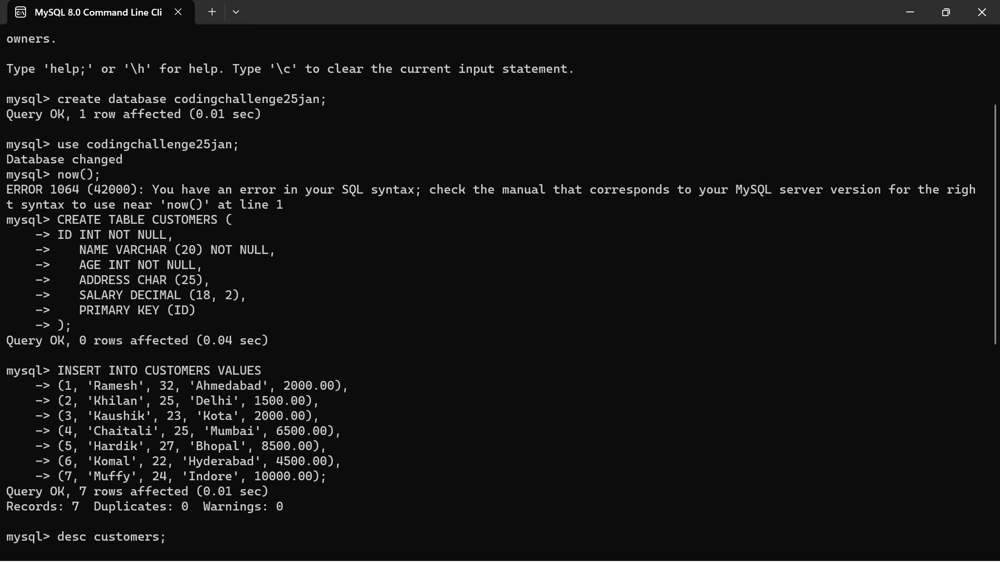 MySQL 8.0 Command Line Cli
owners.
Type 'help;' or '\h' for help. Type '\c' to clear the current input statement.
mysql> create database codingchallenge25jan;
Query OK, 1 row affected (0.01 sec)
mysql> use codingchallenge25jan;
Database changed
mysql> now();
ERROR 1064 (42000): You have an error in your SQL syntax; check the manual that corresponds to your MySQL server version for the righ
t syntax to use near 'now()' at line 1
mysql> CREATE TABLE CUSTOMERS (
    -> ID INT NOT NULL,
    ->    NAME VARCHAR (20) NOT NULL,
    ->    AGE INT NOT NULL,
    ->    ADDRESS CHAR (25),
    ->    SALARY DECIMAL (18, 2),
    ->    PRIMARY KEY (ID)
    -> );
Query OK, 0 rows affected (0.04 sec)
mysql> INSERT INTO CUSTOMERS VALUES
    -> (1, 'Ramesh', 32, 'Ahmedabad', 2000.00),
    -> (2, 'Khilan', 25, 'Delhi', 1500.00),
    -> (3, 'Kaushik', 23, 'Kota', 2000.00),
    -> (4, 'Chaitali', 25, 'Mumbai', 6500.00),
    -> (5, 'Hardik', 27, 'Bhopal', 8500.00),
    -> (6, 'Komal', 22, 'Hyderabad', 4500.00),
    -> (7, 'Muffy', 24, 'Indore', 10000.00);
Query OK, 7 rows affected (0.01 sec)
Records: 7  Duplicates: 0  Warnings: 0
mysql> desc customers;